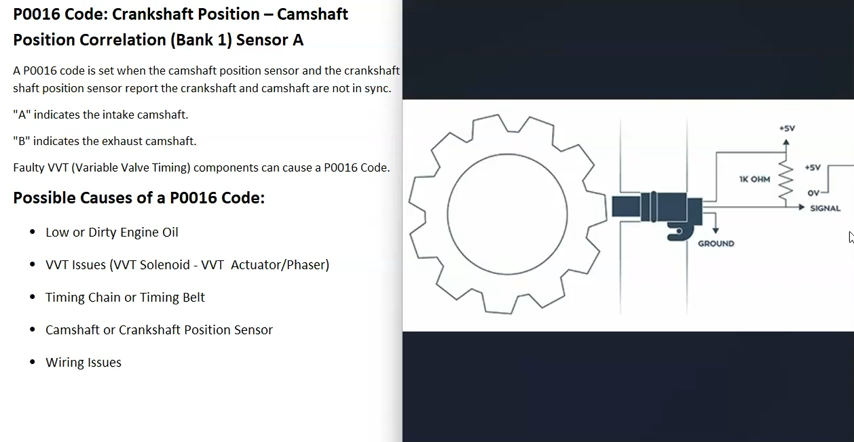 P0016 Code: Crankshaft Position – Camshaft
Position Correlation (Bank 1) Sensor A
A P0016 code is set when the camshaft position sensor and the crankshaft
shaft position sensor report the crankshaft and camshaft are not in sync.
"A" indicates the intake camshaft.
"B" indicates the exhaust camshaft.
Faulty VVT (Variable Valve Timing) components can cause a P0016 Code.
Possible Causes of a P0016 Code:
• Low or Dirty Engine Oil
• VVT Issues (VVT Solenoid - VVT Actuator/Phaser)
• Timing Chain or Timing Belt
• Camshaft or Crankshaft Position Sensor
• Wiring Issues
+5V
+5V
1K OHM
0V
SIGNAL
GROUND